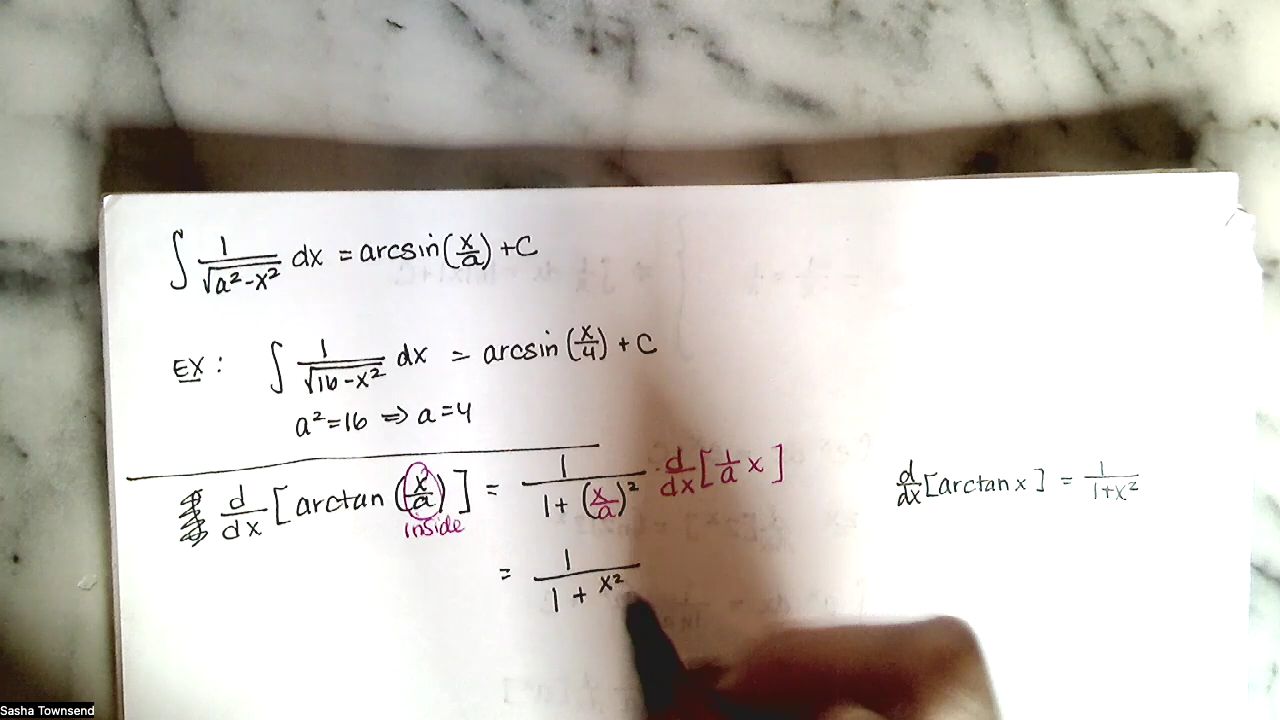 ∫ 1/√(a²-x²) dx = arcsin(x/a) + C
EX: ∫ 1/√(16-x²) dx = arcsin(x/4) + C
a²=16 ⇒ a=4
d/dx [arctan(x/a)] = 1/(1+(x/a)²) · d/dx[1/a x]
inside
d/dx[arctan x] = 1/(1+x²)
= 1/(1+x²
Sasha Townsend